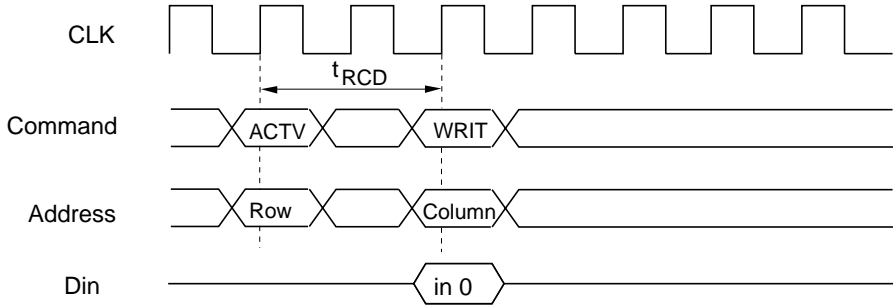 CLK
tRCD
Command
ACTV
WRIT
Address
Row
Column
Din
in 0